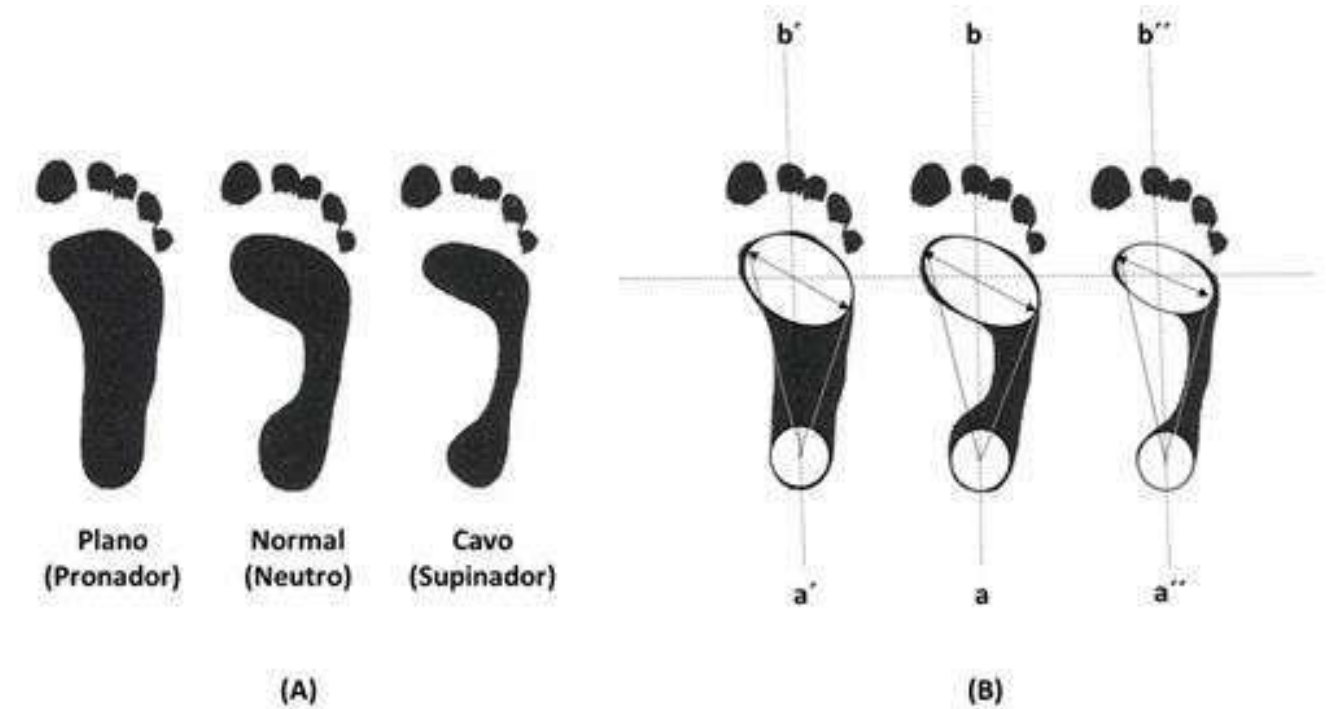 b´ b b´´
Plano Normal Cavo
(Pronador) (Neutro) (Supinador)
a´ a a´´
(A) (B)